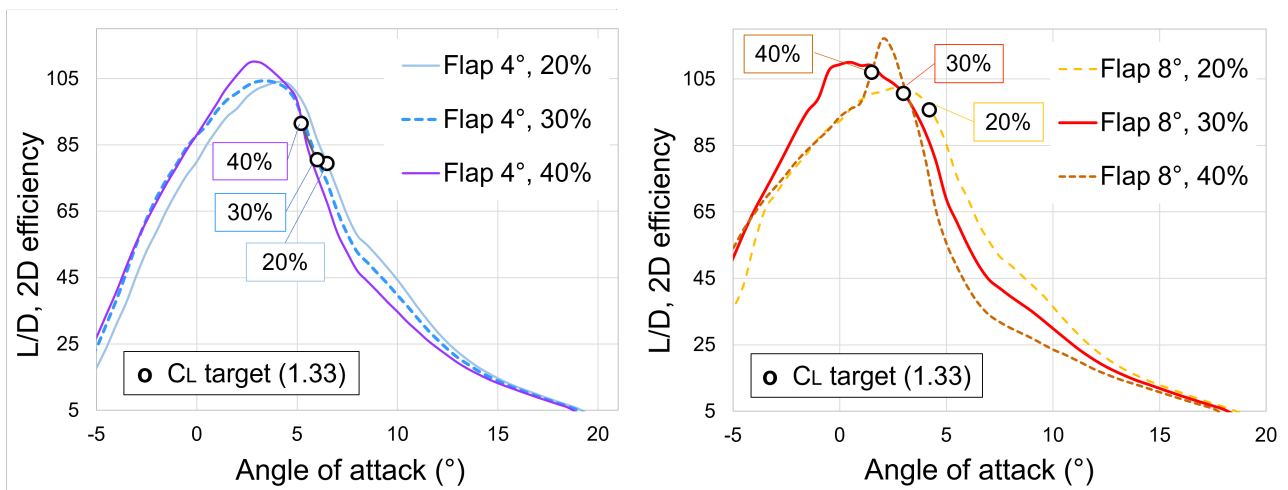 L/D, 2D efficiency
105
85
65
45
25
5
-5
0
5
10
15
20
Angle of attack (°)
Flap 4°, 20%
Flap 4°, 30%
Flap 4°, 40%
40%
30%
20%
o CL target (1.33)
L/D, 2D efficiency
105
85
65
45
25
5
-5
0
5
10
15
20
Angle of attack (°)
Flap 8°, 20%
Flap 8°, 30%
Flap 8°, 40%
40%
30%
20%
o CL target (1.33)